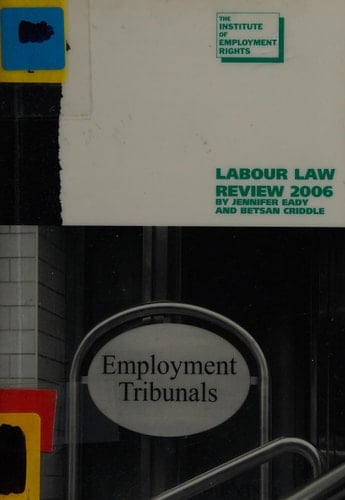 THE
INSTITUTE
OF
EMPLOYMENT
RIGHTS
LABOUR LAW
REVIEW 2006
BY JENNIFER EADY
AND BETSAN CRIDDLE
Employment
Tribunals